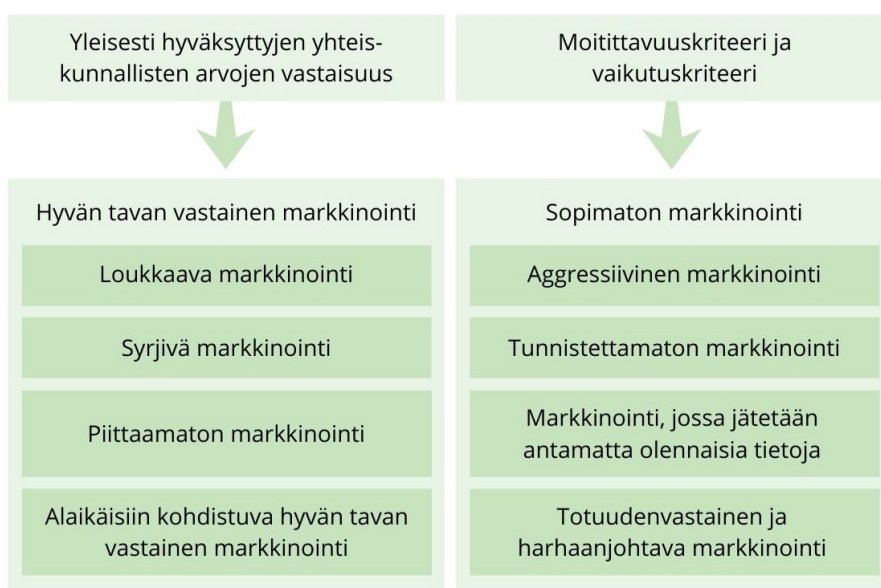 Yleisesti hyväksyttyjen yhteis-
kunnallisten arvojen vastaisuus
Hyvän tavan vastainen markkinointi
Loukkaava markkinointi
Syrjivä markkinointi
Piittaamaton markkinointi
Alaikäisiin kohdistuva hyvän tavan
vastainen markkinointi
Moitittavuuskriteeri ja
vaikutuskriteeri
Sopimaton markkinointi
Aggressiivinen markkinointi
Tunnistettamaton markkinointi
Markkinointi, jossa jätetään
antamatta olennaisia tietoja
Totuudenvastainen ja
harhaanjohtava markkinointi